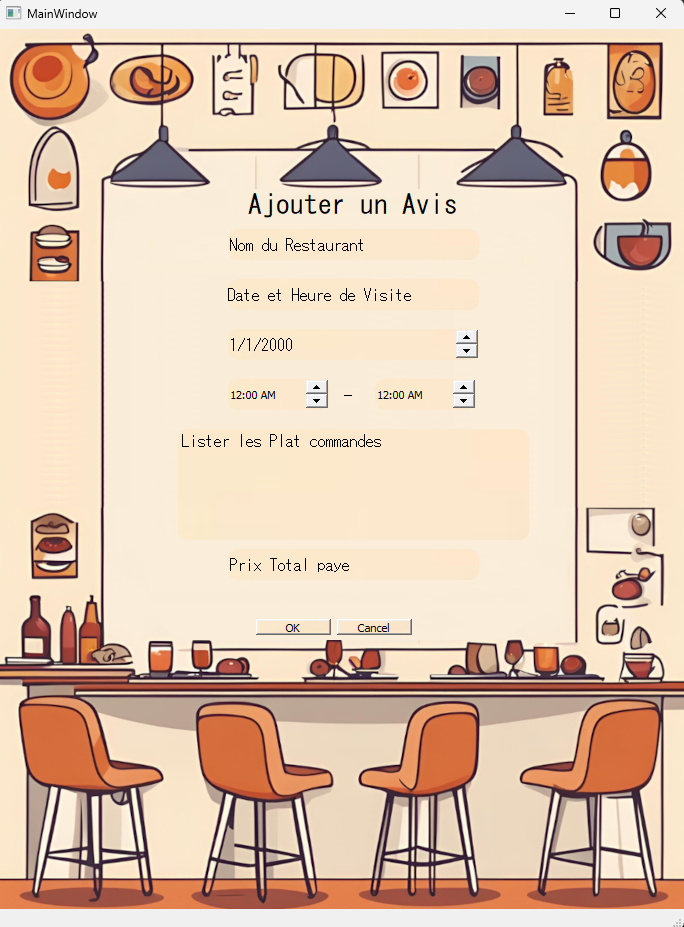 MainWindow
Ajouter un Avis
Nom du Restaurant
Date et Heure de Visite
1/1/2000
12:00 AM – 12:00 AM
Lister les Plat commandes
Prix Total paye
OK Cancel